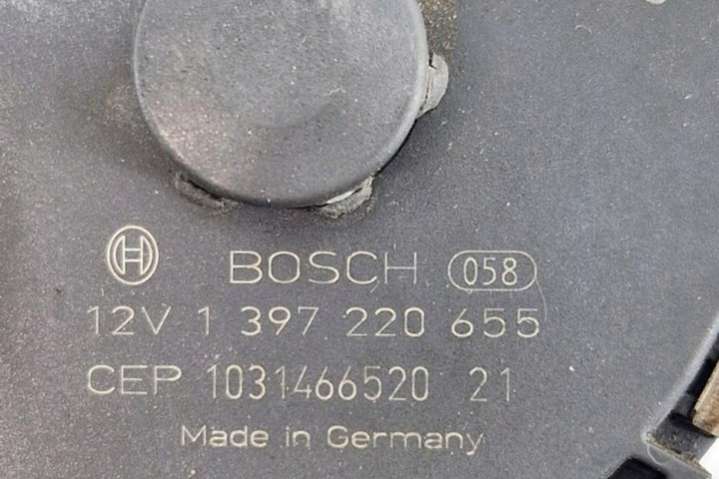 BOSCH 058
12V 1 397 220 655
CEP 1031466520 21
Made in Germany